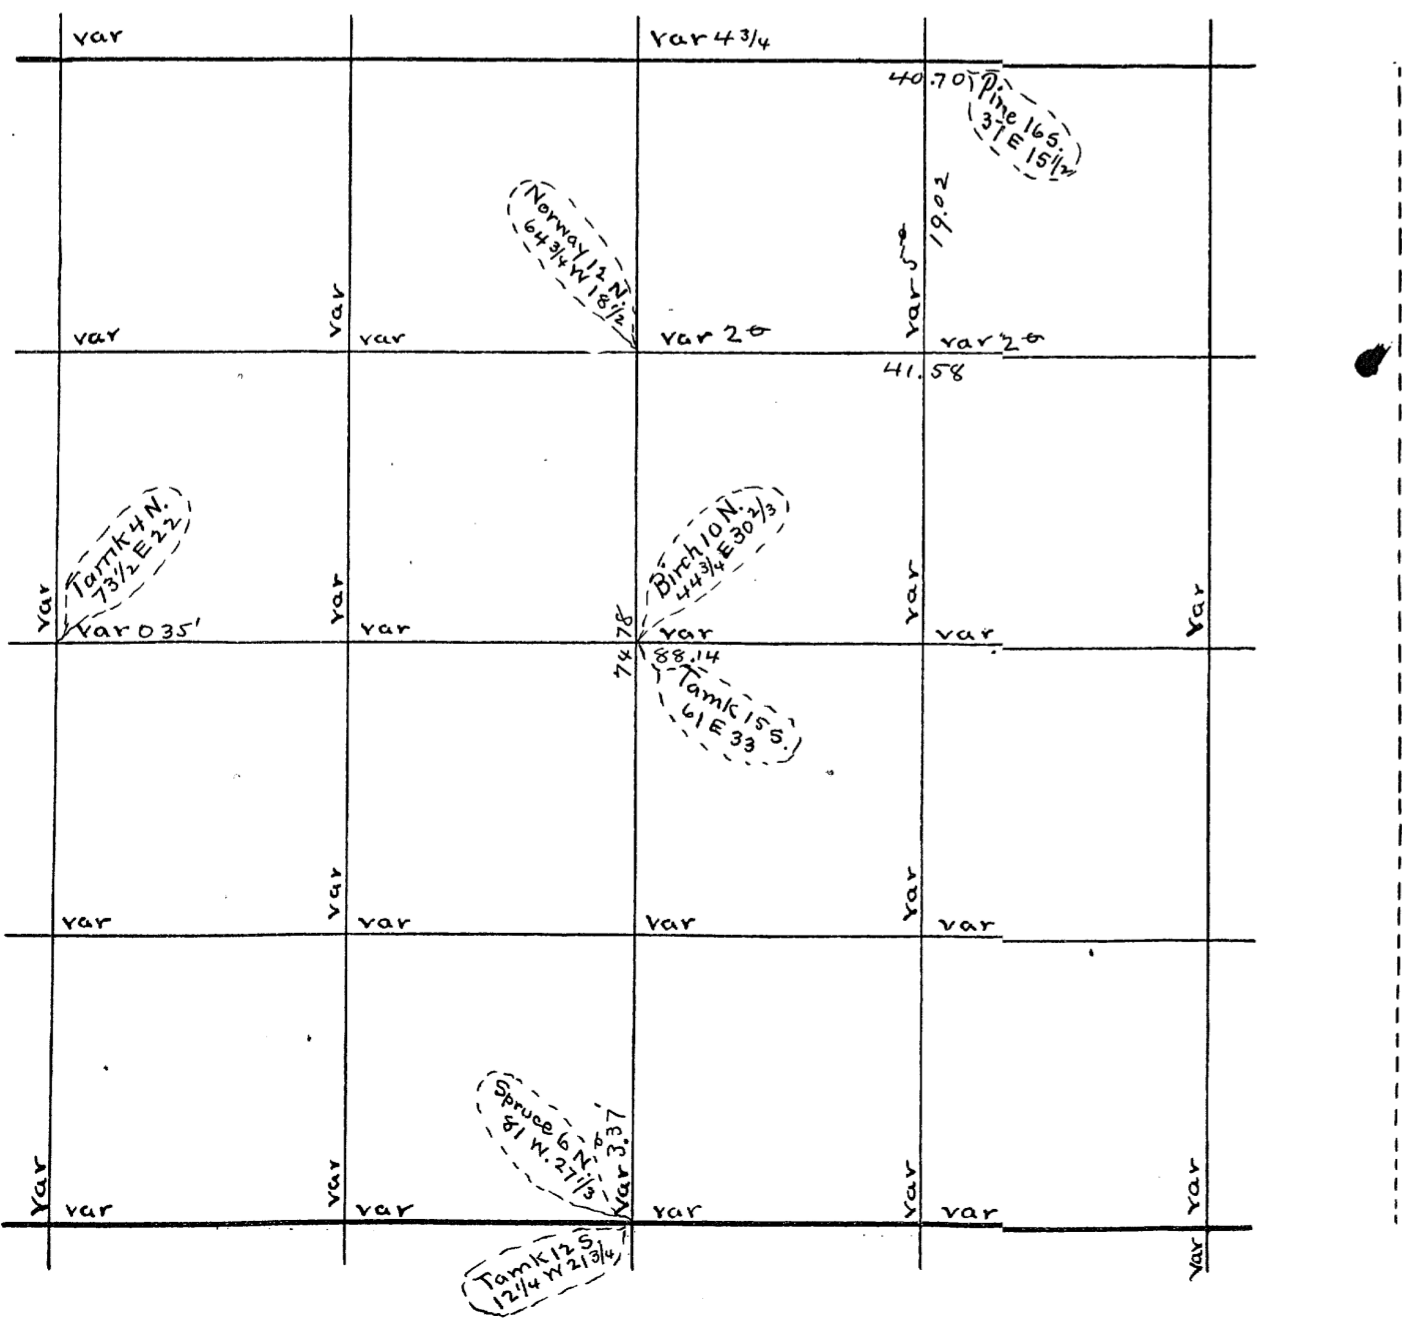 var
var 4 3/4
40.70
Pine 16 S.
37 E 15 1/2
19.02
Norway 12 N.
64 3/4 W 18 1/2
var
var 5
var
var
var 20
var 20
41.58
Tamk 4 N.
73 1/2 E 22
Birch 10 N.
44 3/4 E 30 2/3
var
var
var
var
var 0 35'
var
78
var
var
74
88.14
Tamk 15 S.
61 E 33
var
var
var
var
var
var
Spruce 6 N.
81 W. 27 1/3
3.37
var
var
var
var
var
var
var
var
var
var
Tamk 12 S
12 1/4 W 21 3/4
var